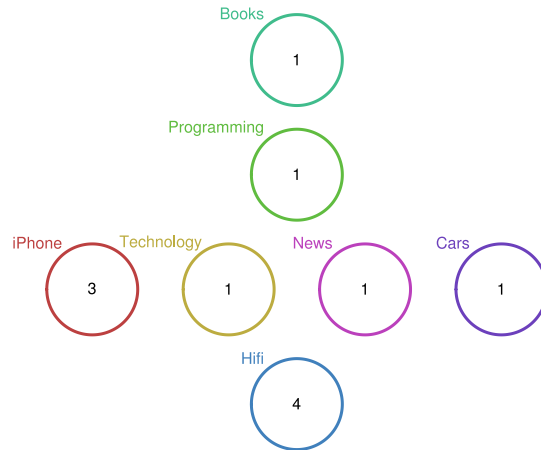 Books
1
Programming
1
iPhone Technology News Cars
3 1 1 1
Hifi
4